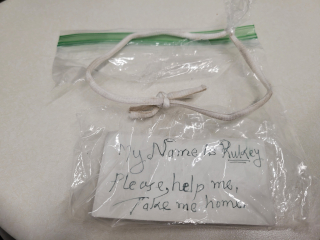 My Name Is Rukey
Please, help me,
Take me home.